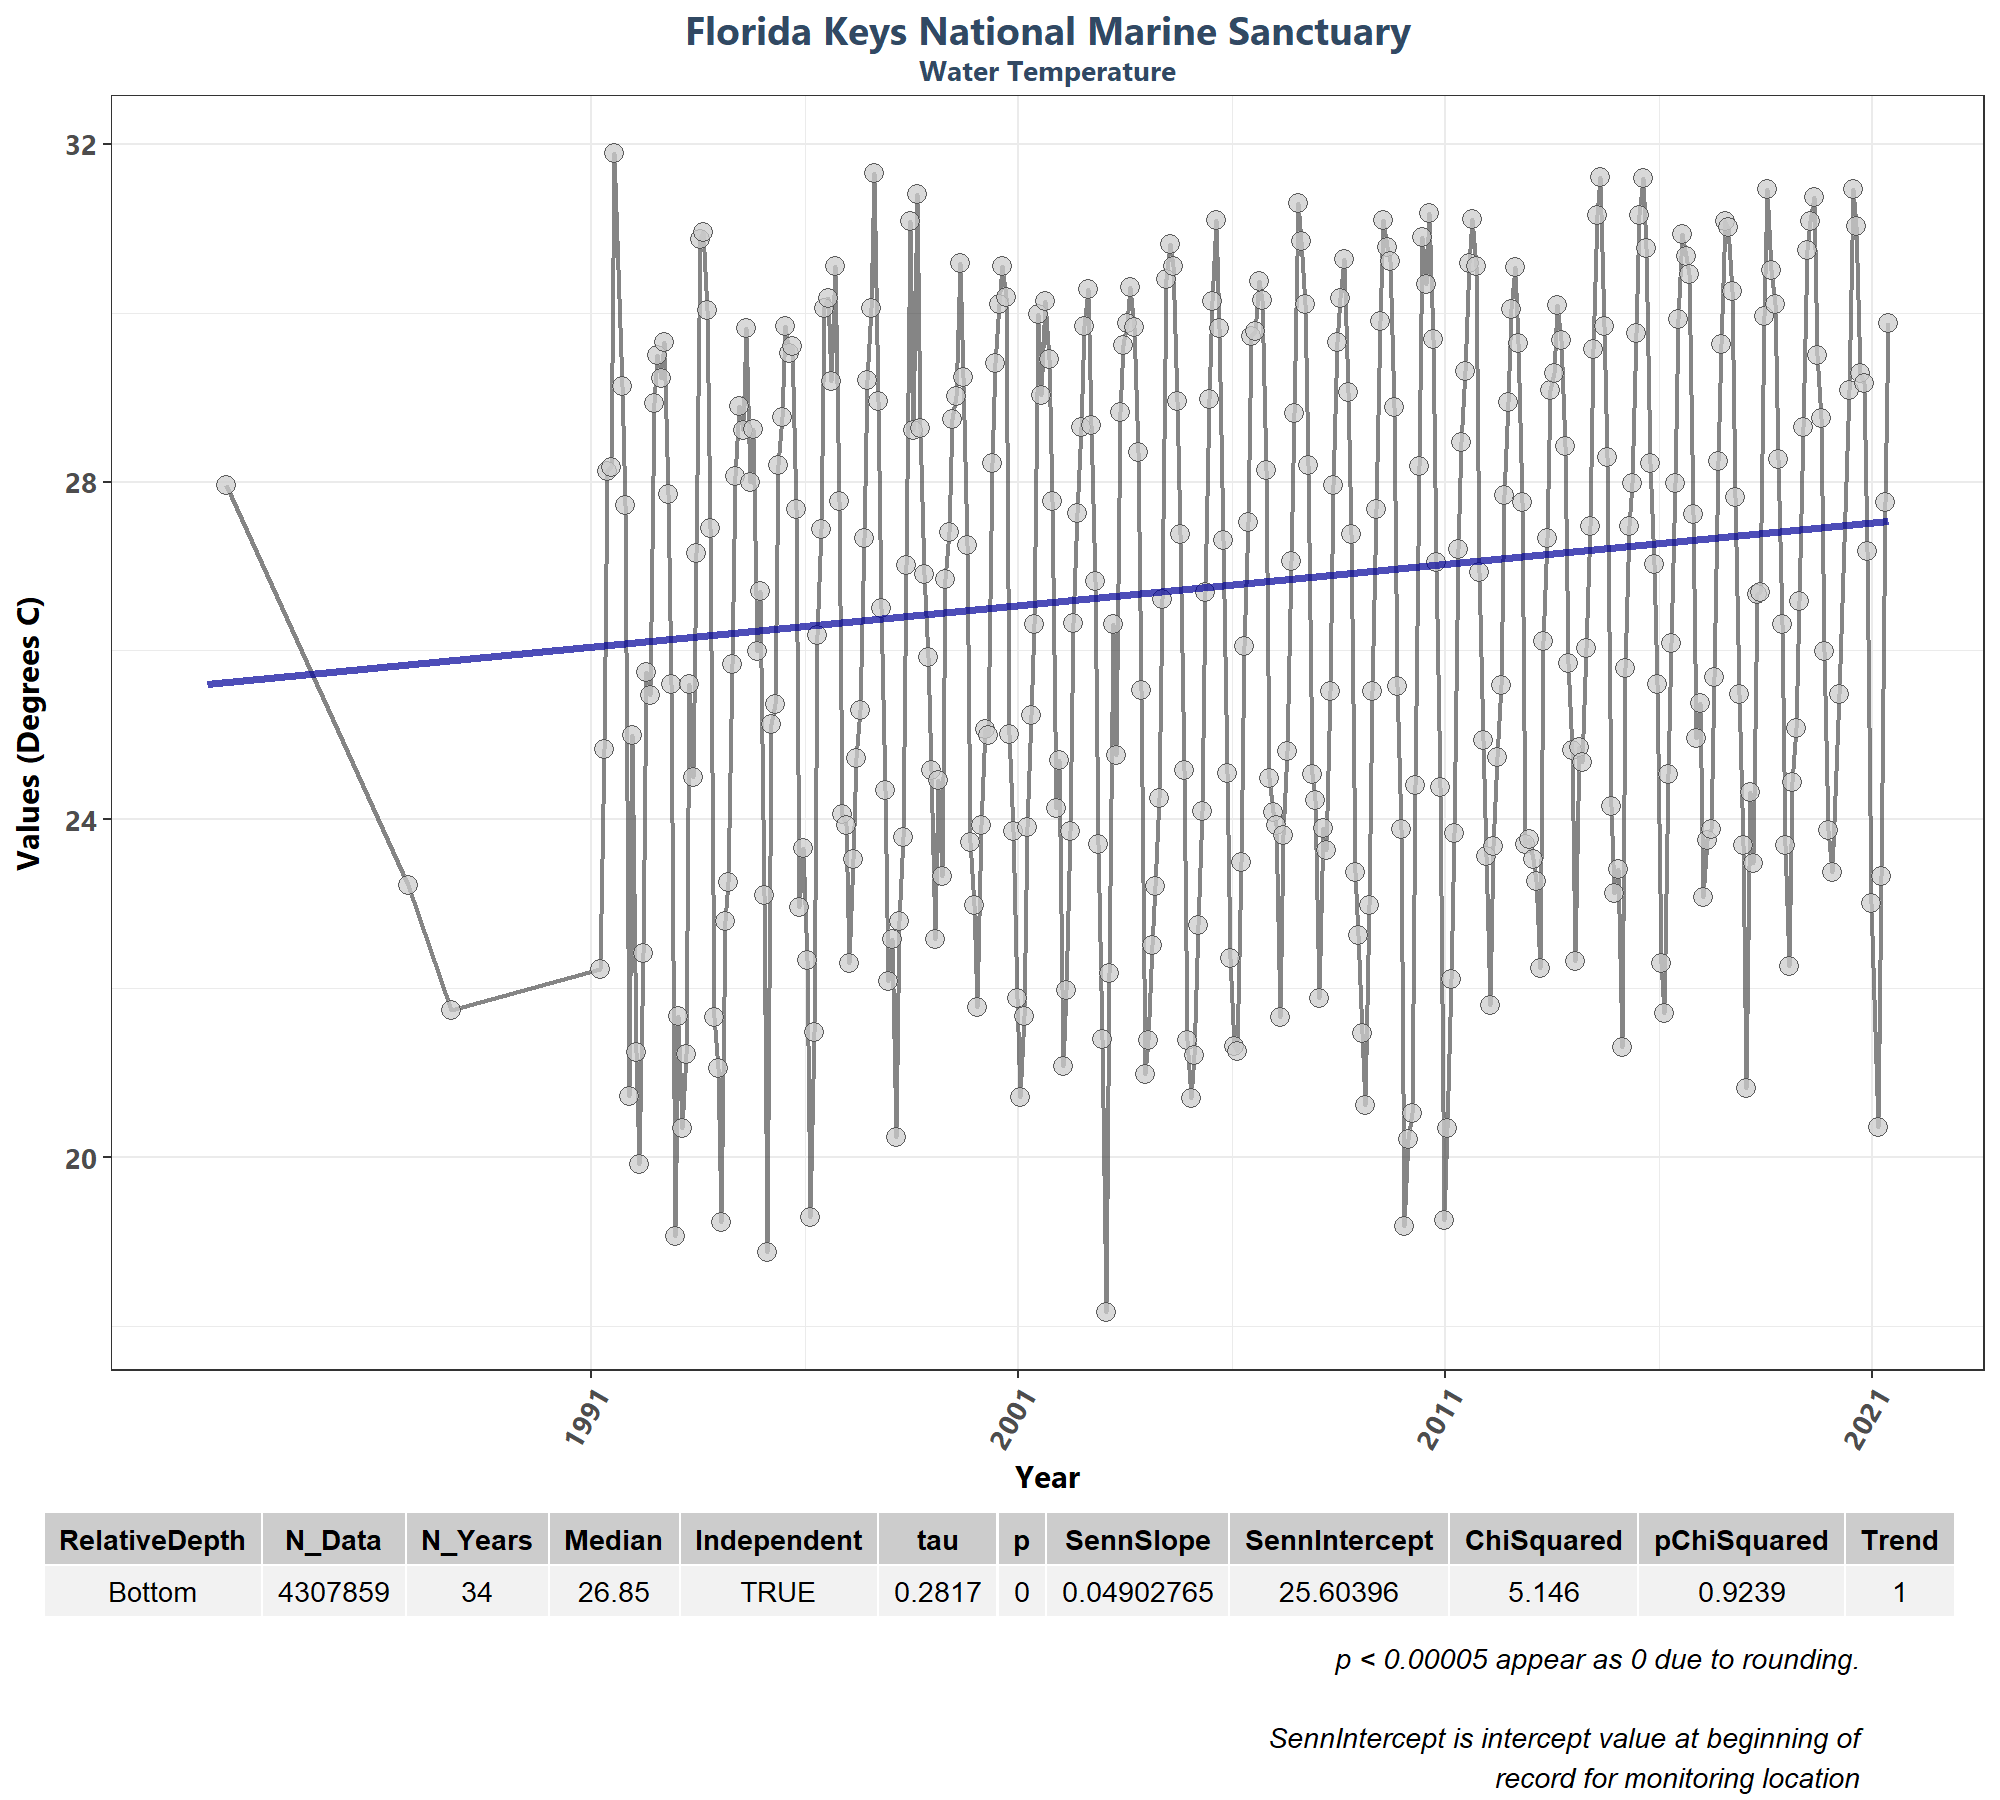 Florida Keys National Marine Sanctuary
Water Temperature
Values (Degrees C)
32
28
24
20
1991 2001 2011 2021
Year
RelativeDepth N_Data N_Years Median Independent tau p SennSlope SennIntercept ChiSquared pChiSquared Trend
Bottom 4307859 34 26.85 TRUE 0.2817 0 0.04902765 25.60396 5.146 0.9239 1
p < 0.00005 appear as 0 due to rounding.
SennIntercept is intercept value at beginning of
record for monitoring location